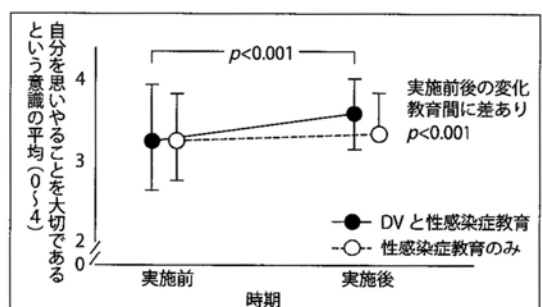 自分を思いやることを大切である
という意識の平均（0〜4）
4
3
2
0
p<0.001
実施前後の変化
教育間に差あり
p<0.001
DVと性感染症教育
性感染症教育のみ
実施前
実施後
時期